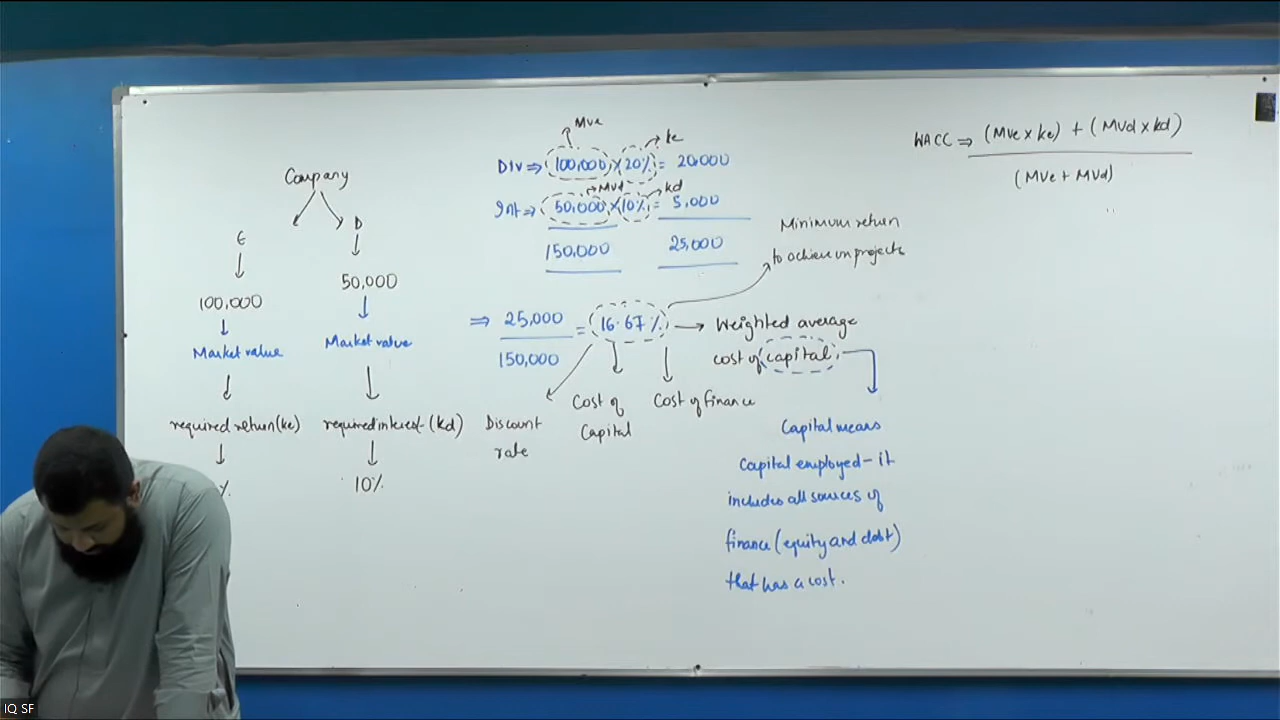 Company
E
D
100,000
50,000
Market value
Market value
required return (ke)
required interest (kd)
%
10%
MVe
ke
DIV ⇒ 100,000 × 20% = 20,000
MVd
kd
Int ⇒ 50,000 × 10% = 5,000
150,000 25,000
⇒ 25,000
150,000
= 16.67%
Minimum return
to achieve on projects
Weighted average
cost of capital.
Discount
rate
Cost of
Capital
Cost of finance
Capital means
Capital employed - it
includes all sources of
finance (equity and debt)
that has a cost.
WACC ⇒ (MVe × ke) + (MVd × kd)
(MVe + MVd)
IQ SF